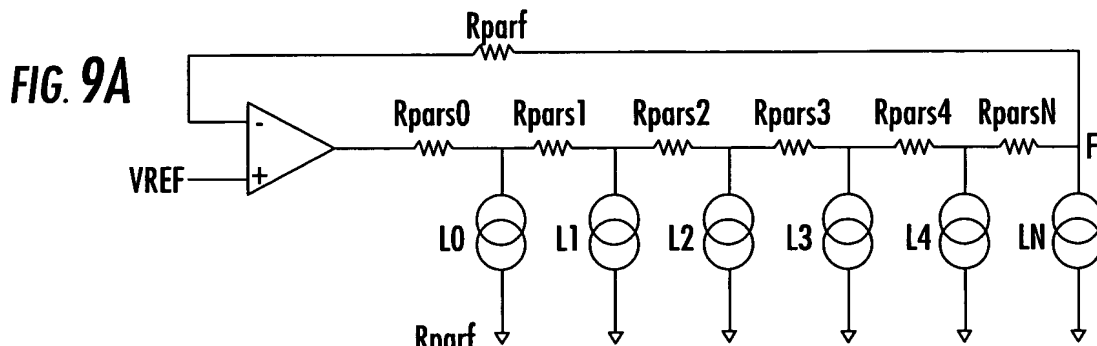 Rparf
FIG. 9A
Rpars0 Rpars1 Rpars2 Rpars3 Rpars4 RparsN
-
F
VREF
+
L0 L1 L2 L3 L4 LN
Rparf